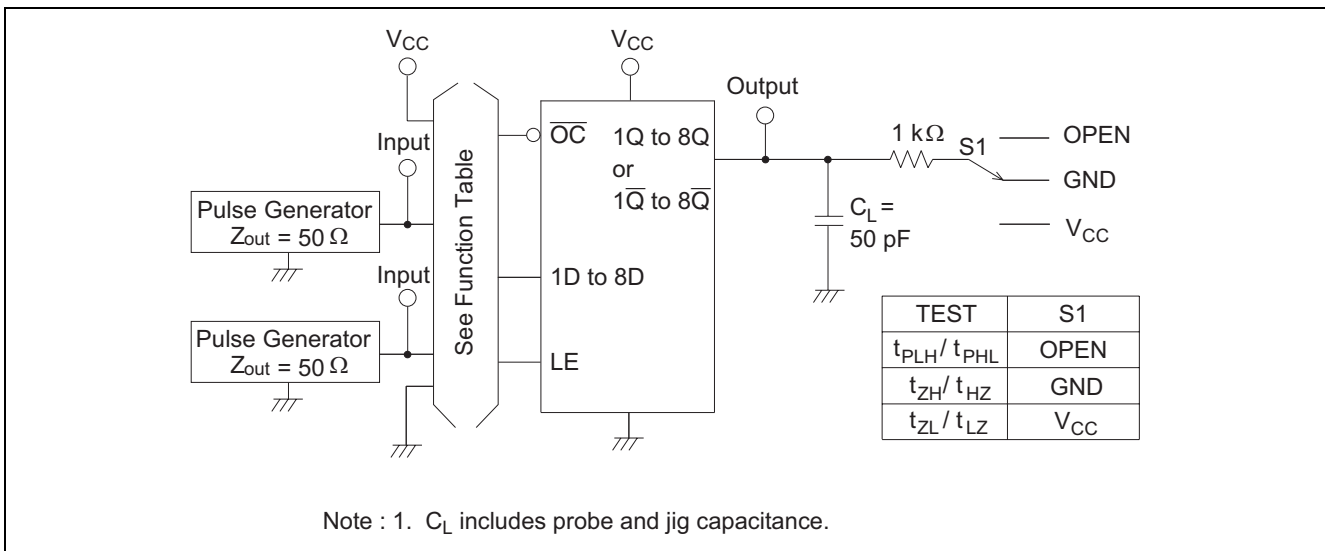 VCC
VCC
Output
Input
OC
1Q to 8Q
or
1Q̅ to 8Q̅
1 kΩ
S1
OPEN
GND
VCC
Pulse Generator
Zout = 50 Ω
See Function Table
CL =
50 pF
Input
1D to 8D
Pulse Generator
Zout = 50 Ω
LE
TEST S1
tPLH / tPHL OPEN
tZH / tHZ GND
tZL / tLZ VCC
Note : 1. CL includes probe and jig capacitance.